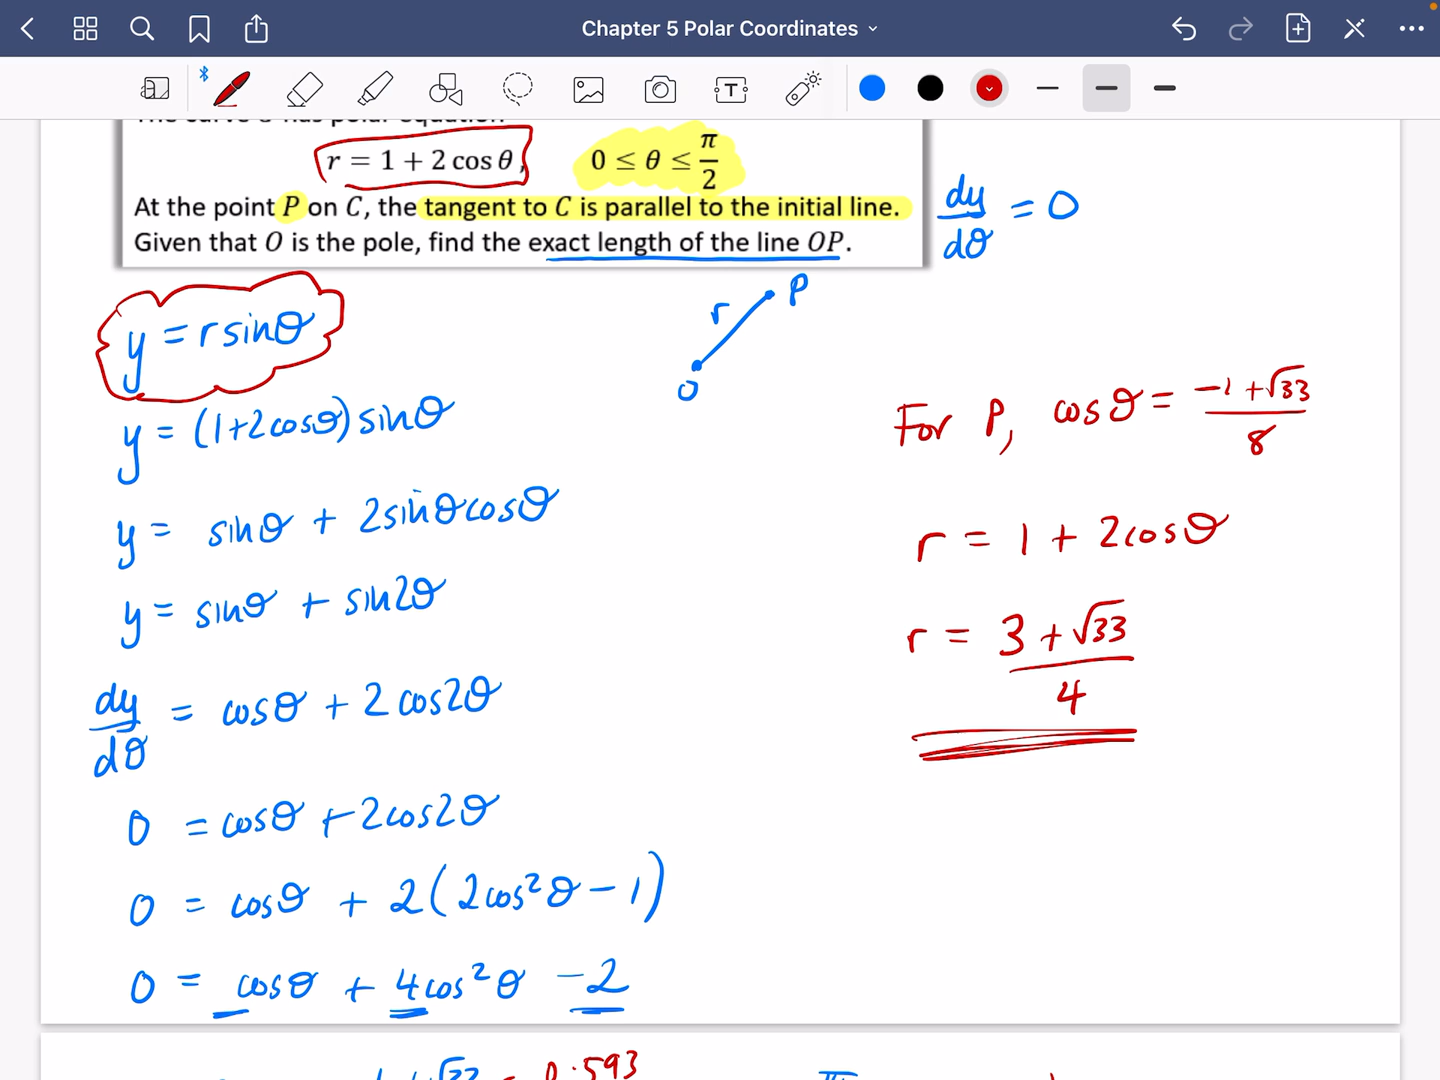 Chapter 5 Polar Coordinates
r = 1 + 2 cos θ, 0 ≤ θ ≤ π/2
At the point P on C, the tangent to C is parallel to the initial line.
Given that O is the pole, find the exact length of the line OP.
dy/dθ = 0
y = r sinθ
r P
O
y = (1+2cosθ) sinθ
y = sinθ + 2sinθcosθ
y = sinθ + sin2θ
dy/dθ = cosθ + 2cos2θ
0 = cosθ + 2cos2θ
0 = cosθ + 2(2cos²θ − 1)
0 = cosθ + 4cos²θ − 2
For P, cosθ = (−1 + √33)/8
r = 1 + 2cosθ
r = (3 + √33)/4